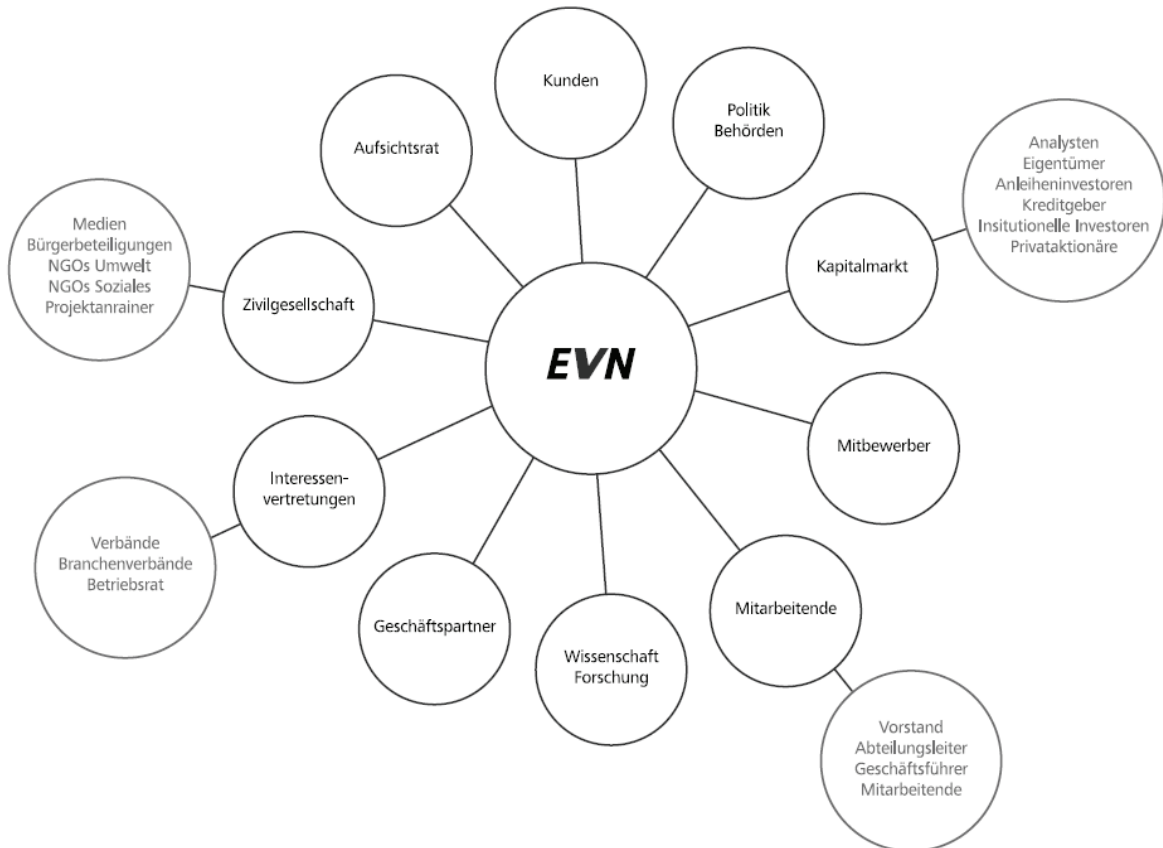 Kunden
Politik
Behörden
Aufsichtsrat
Analysten
Eigentümer
Anleiheninvestoren
Kreditgeber
Insitutionelle Investoren
Privataktionäre
Medien
Bürgerbeteiligungen
NGOs Umwelt
NGOs Soziales
Projektanrainer
Zivilgesellschaft
Kapitalmarkt
EVN
Mitbewerber
Interessen-
vertretungen
Verbände
Branchenverbände
Betriebsrat
Geschäftspartner
Wissenschaft
Forschung
Mitarbeitende
Vorstand
Abteilungsleiter
Geschäftsführer
Mitarbeitende